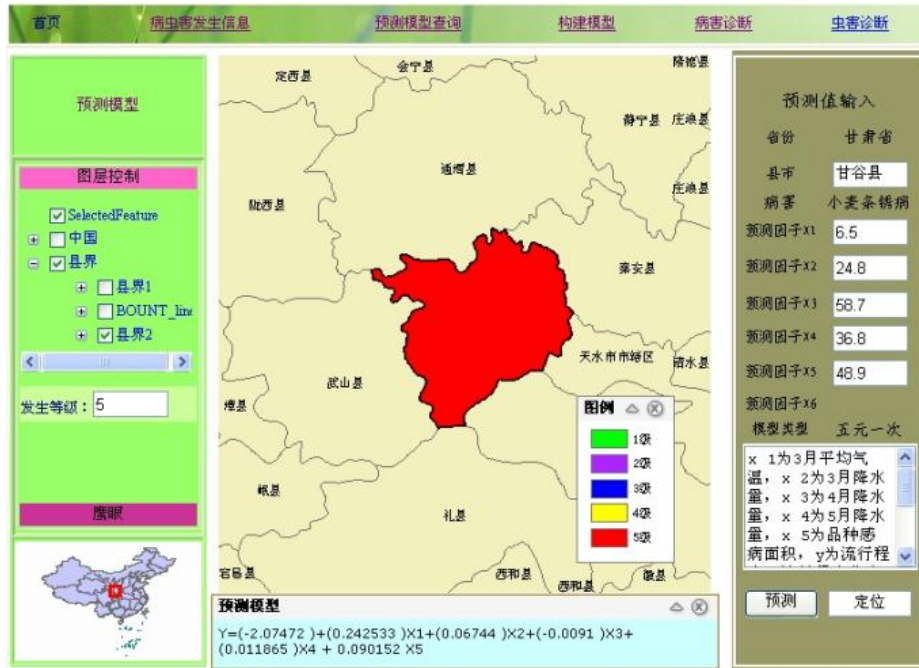 首页 病虫害发生信息 预测模型查询 构建模型 病害诊断 虫害诊断
预测模型
图层控制
SelectedFeature
中国
县界
县界1
BOUNT_line
县界2
发生等级：5
鹰眼
定西县
会宁县
隆德县
静宁县
庄浪县
通渭县
庄浪县
陇西县
秦安县
天水市市辖区
清水县
武山县
漳县
岷县
礼县
宕昌县
西和县
西和县
徽县
图例
1级
2级
3级
4级
5级
预测模型
Y=(-2.07472 )+(0.242533 )X1+(0.06744 )X2+(-0.0091 )X3+
(0.011865 )X4 + 0.090152 X5
预测值输入
省份 甘肃省
县市 甘谷县
病害 小麦条锈病
预测因子X1 6.5
预测因子X2 24.8
预测因子X3 58.7
预测因子X4 36.8
预测因子X5 48.9
预测因子X6
模型类型 五元一次
x 1为3月平均气
温，x 2为3月降水
量，x 3为4月降水
量，x 4为5月降水
量，x 5为品种感
病面积，y为流行程
预测 定位